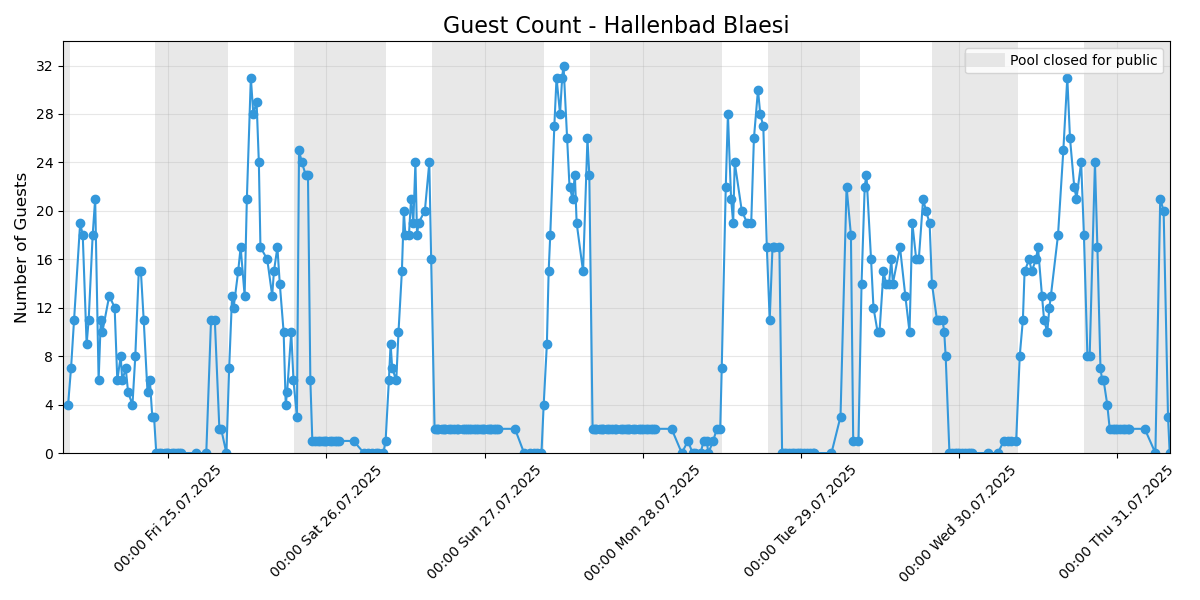 Guest Count - Hallenbad Blaesi
Pool closed for public
Number of Guests
32
28
24
20
16
12
8
4
0
00:00 Fri 25.07.2025
00:00 Sat 26.07.2025
00:00 Sun 27.07.2025
00:00 Mon 28.07.2025
00:00 Tue 29.07.2025
00:00 Wed 30.07.2025
00:00 Thu 31.07.2025